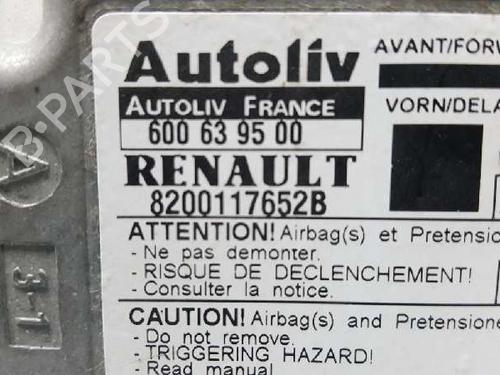 B-PARTS
Autoliv
AUTOLIV FRANCE
600 63 95 00
RENAULT
8200117652B
ATTENTION! Airbag(s) et Pretension
- Ne pas demonter.
- RISQUE DE DECLENCHEMENT!
- Consulter la notice.
CAUTION! Airbag(s) and Pretensione
- Do not remove.
- TRIGGERING HAZARD!
- Read manual
AVANT/FORW
VORN/DELA
A
3-1